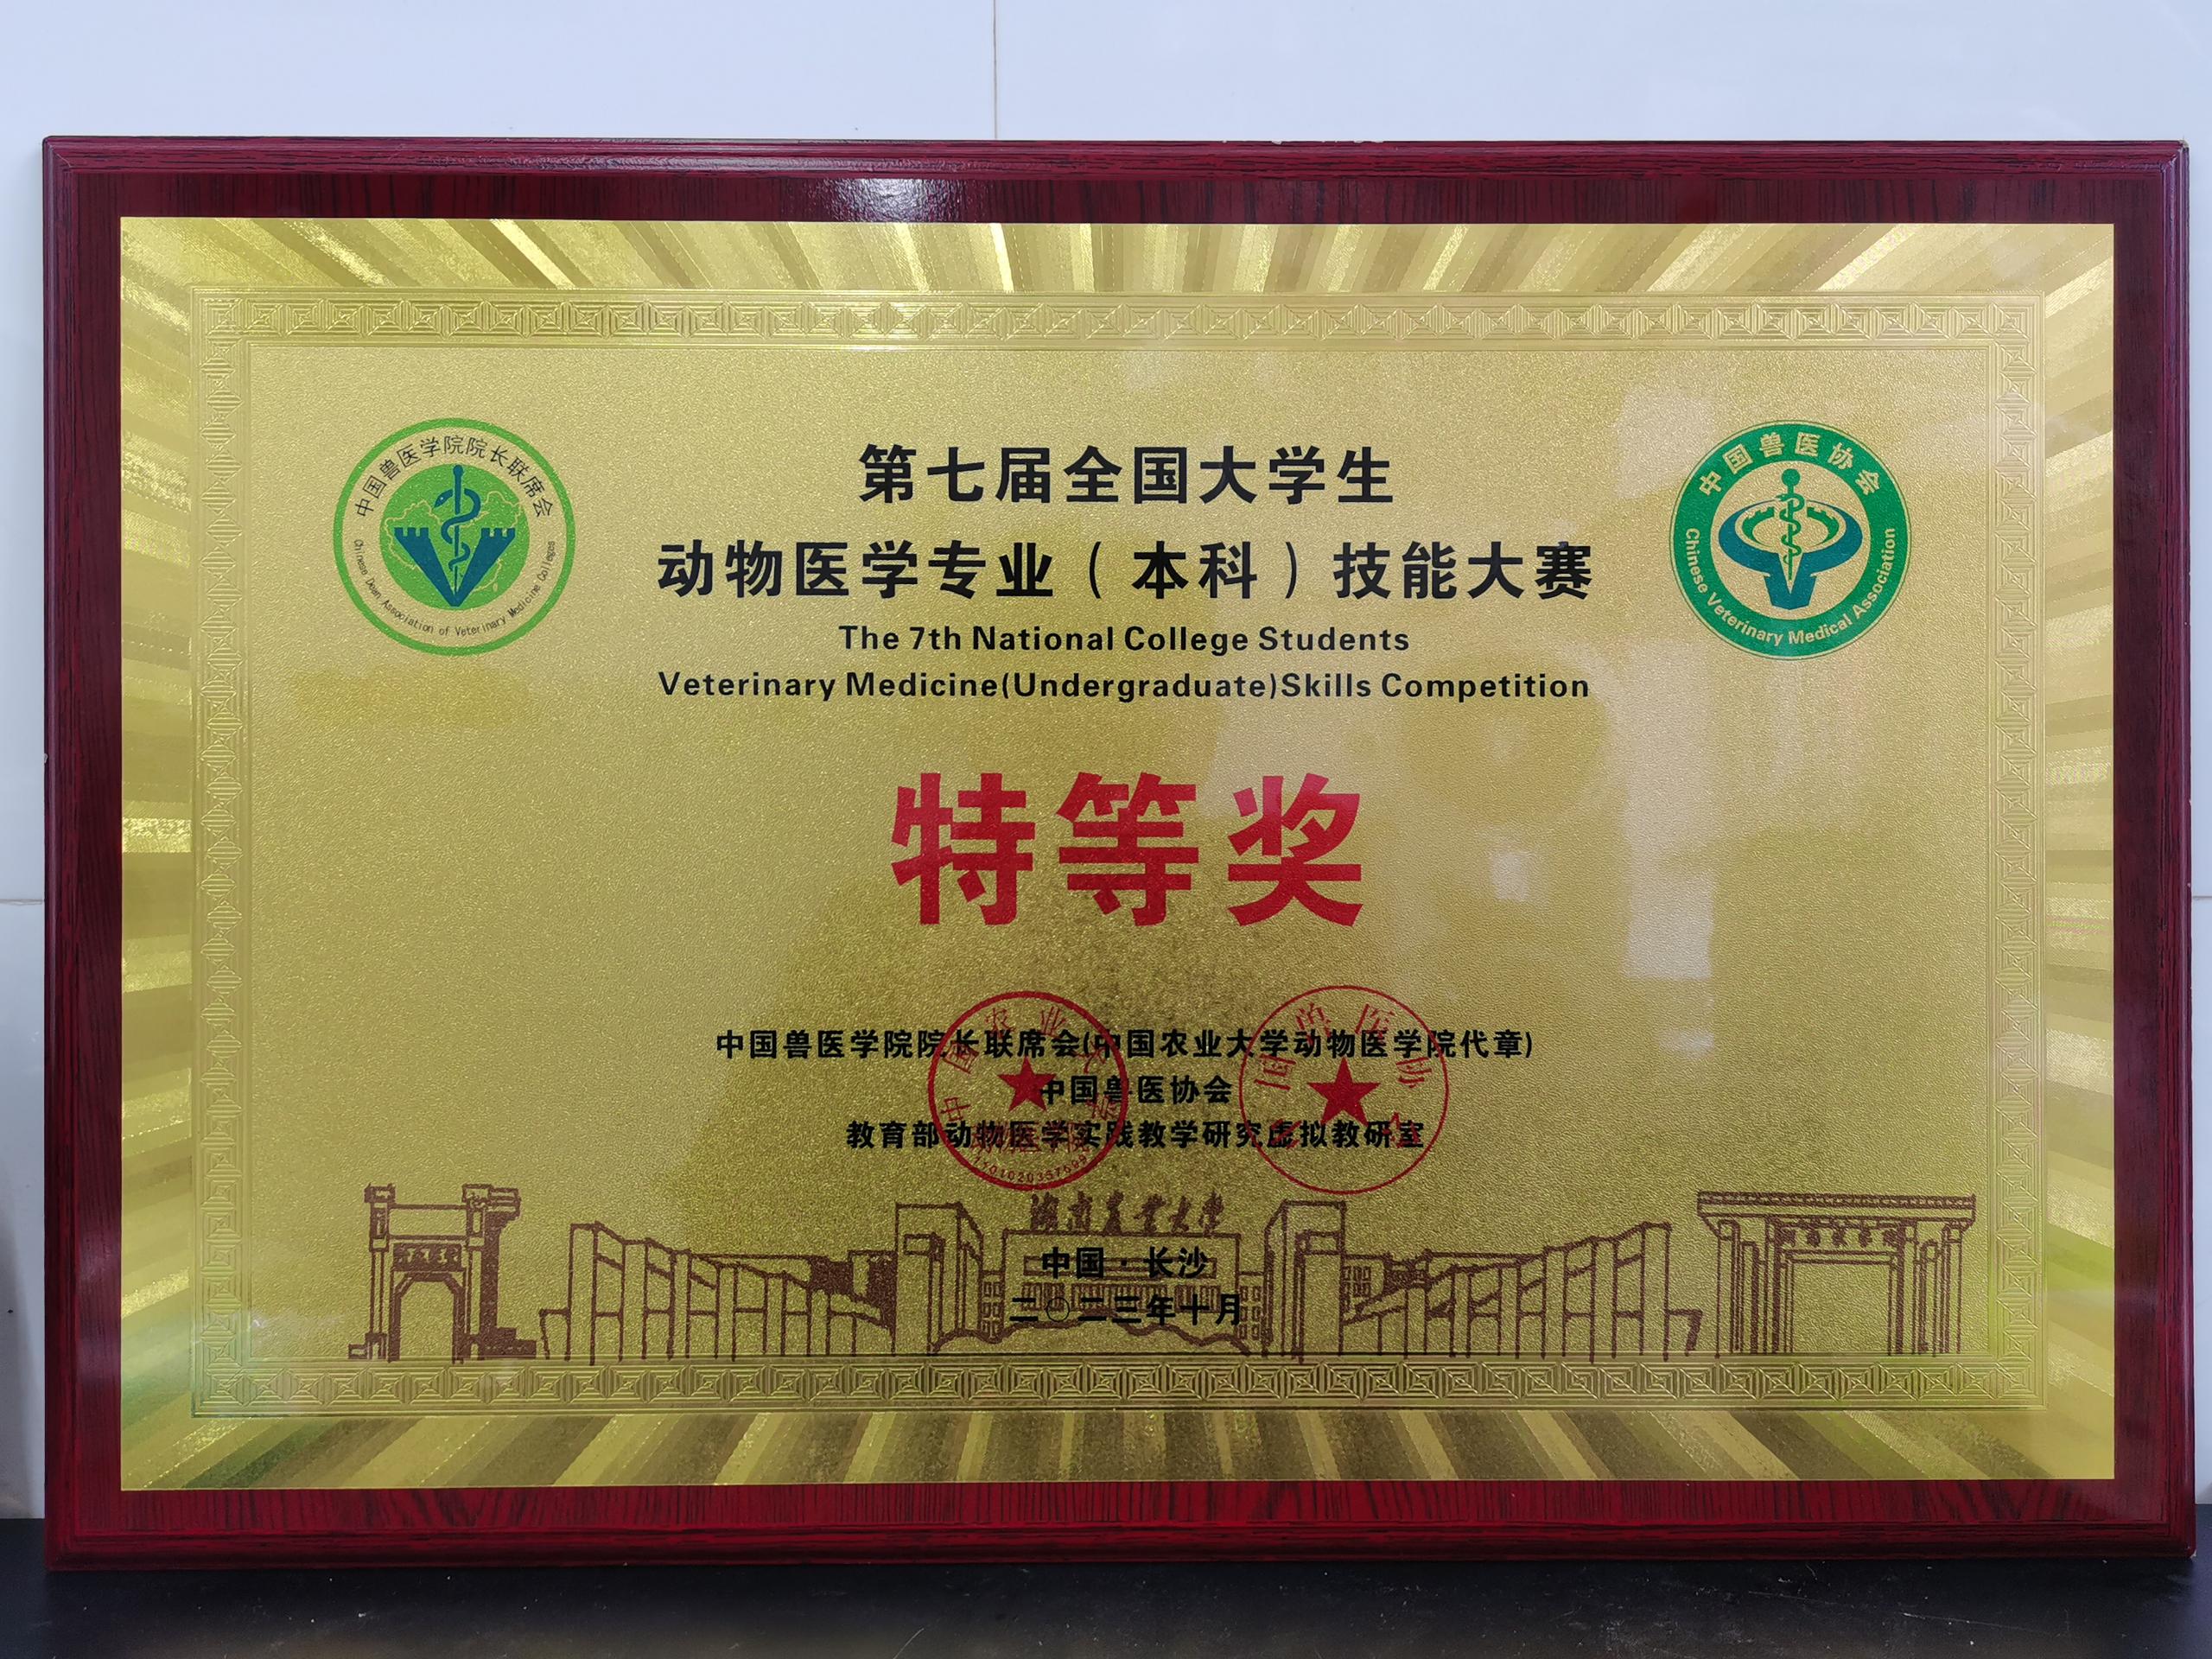 中国兽医学院院长联席会
Chinese Dean Association of Veterinary Medicine Colleges
中国兽医协会
Chinese Veterinary Medical Association
第七届全国大学生
动物医学专业（本科）技能大赛
The 7th National College Students
Veterinary Medicine(Undergraduate)Skills Competition
特等奖
中国兽医学院院长联席会(中国农业大学动物医学院代章)
中国兽医协会
教育部动物医学实践教学研究虚拟教研室
湖南农业大学
中国·长沙
二〇二三年十月